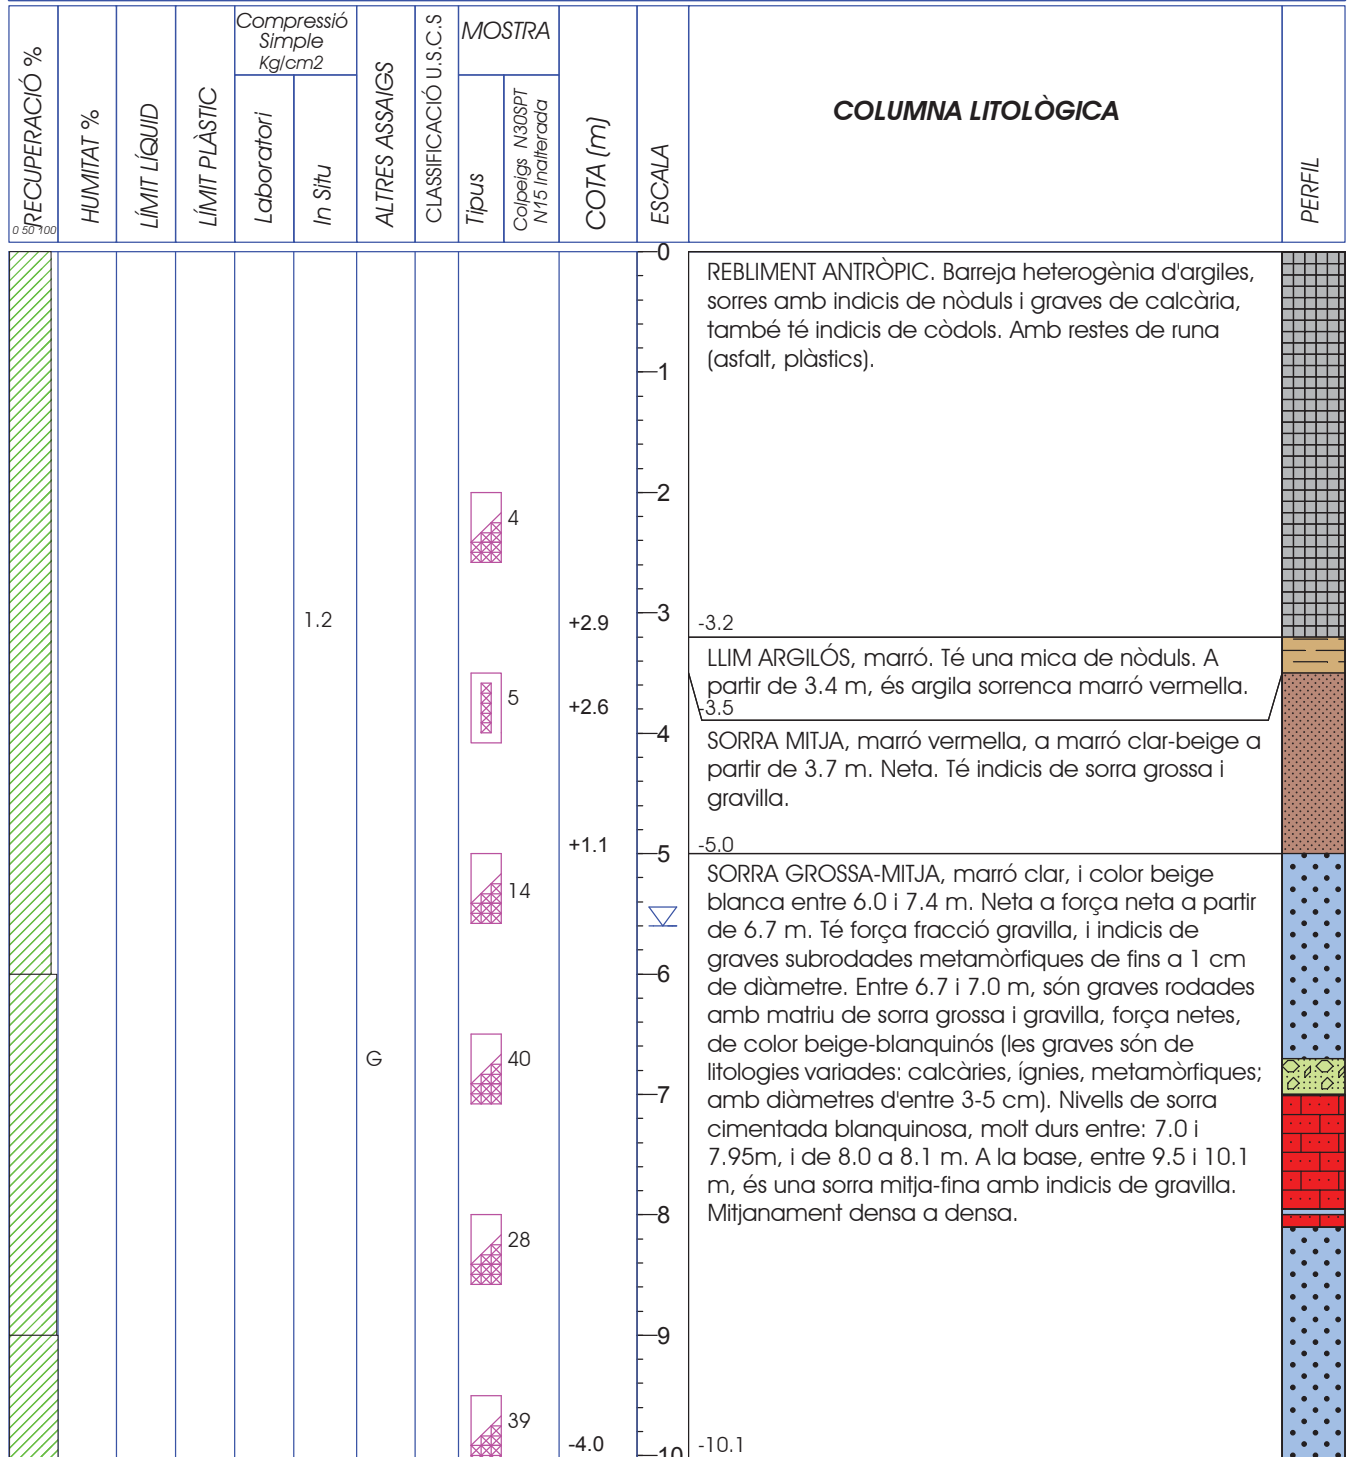 RECUPERACIÓ %
0 50 100
HUMITAT %
LÍMIT LÍQUID
LÍMIT PLÀSTIC
Compressió
Simple
Kg/cm2
Laboratori
In Situ
ALTRES ASSAIGS
CLASSIFICACIÓ U.S.C.S
MOSTRA
Tipus
Colpeigs N30SPT
N15 Inalterada
COTA (m)
ESCALA
COLUMNA LITOLÒGICA
PERFIL
0
REBLIMENT ANTRÒPIC. Barreja heterogènia d'argiles,
sorres amb indicis de nòduls i graves de calcària,
també té indicis de còdols. Amb restes de runa
(asfalt, plàstics).
1
2
4
3
1.2
+2.9
-3.2
LLIM ARGILÓS, marró. Té una mica de nòduls. A
partir de 3.4 m, és argila sorrenca marró vermella.
5
+2.6
-3.5
4
SORRA MITJA, marró vermella, a marró clar-beige a
partir de 3.7 m. Neta. Té indicis de sorra grossa i
gravilla.
+1.1
-5.0
5
14
SORRA GROSSA-MITJA, marró clar, i color beige
blanca entre 6.0 i 7.4 m. Neta a força neta a partir
de 6.7 m. Té força fracció gravilla, i indicis de
graves subrodades metamòrfiques de fins a 1 cm
de diàmetre. Entre 6.7 i 7.0 m, són graves rodades
amb matriu de sorra grossa i gravilla, força netes,
de color beige-blanquinós (les graves són de
litologies variades: calcàries, ígnies, metamòrfiques;
amb diàmetres d'entre 3-5 cm). Nivells de sorra
cimentada blanquinosa, molt durs entre: 7.0 i
7.95m, i de 8.0 a 8.1 m. A la base, entre 9.5 i 10.1
m, és una sorra mitja-fina amb indicis de gravilla.
Mitjanament densa a densa.
6
G
40
7
8
28
9
39
-4.0
-10.1
10